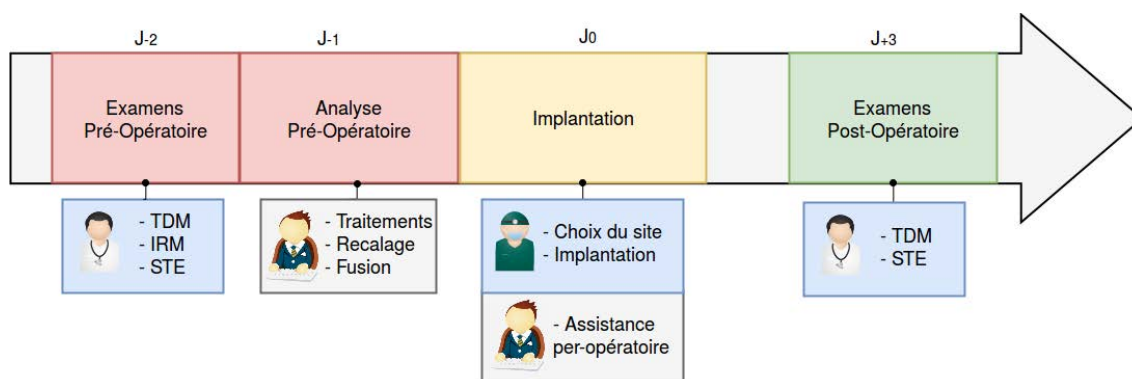 J-2
J-1
J0
J+3
Examens
Pré-Opératoire
Analyse
Pré-Opératoire
Implantation
Examens
Post-Opératoire
- TDM
- IRM
- STE
- Traitements
- Recalage
- Fusion
- Choix du site
- Implantation
- Assistance
per-opératoire
- TDM
- STE